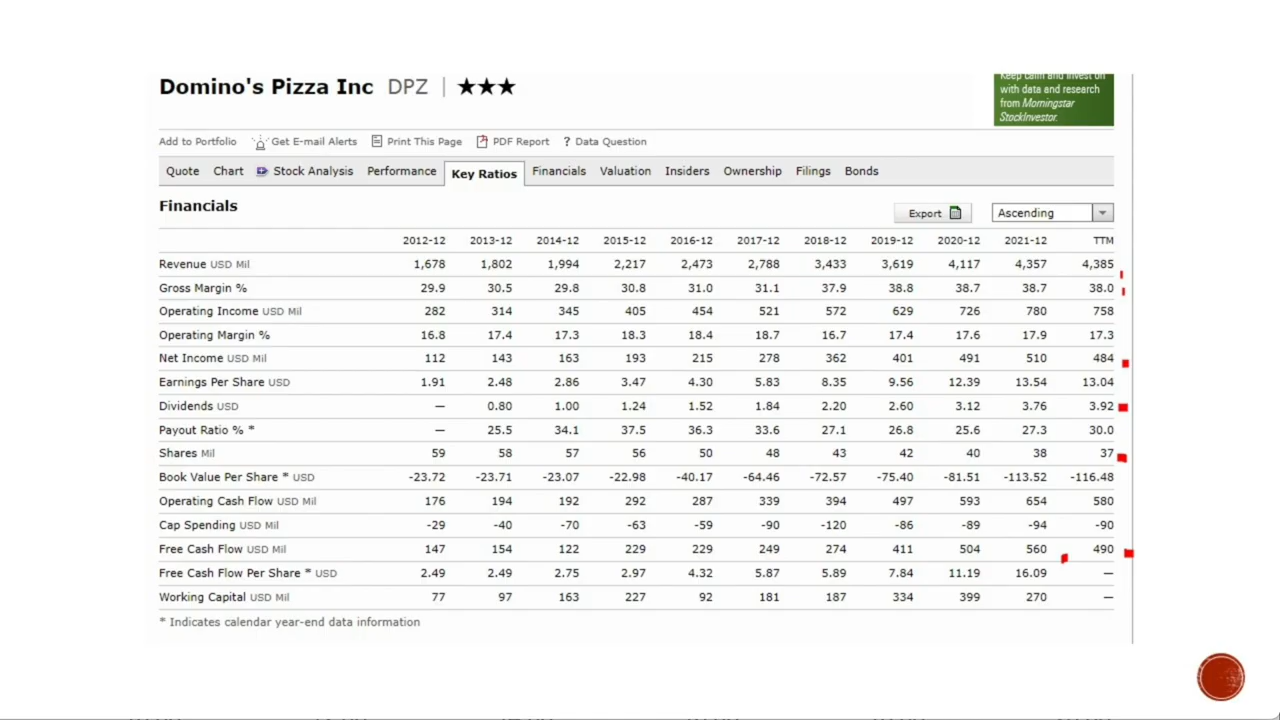 Keep calm and invest on
Domino's Pizza Inc DPZ | ★★★
with data and research
from Morningstar
StockInvestor.
Add to Portfolio Get E-mail Alerts Print This Page PDF Report ? Data Question
Quote Chart Stock Analysis Performance Key Ratios Financials Valuation Insiders Ownership Filings Bonds
Financials
Export Ascending
2012-12 2013-12 2014-12 2015-12 2016-12 2017-12 2018-12 2019-12 2020-12 2021-12 TTM
Revenue USD Mil 1,678 1,802 1,994 2,217 2,473 2,788 3,433 3,619 4,117 4,357 4,385
Gross Margin % 29.9 30.5 29.8 30.8 31.0 31.1 37.9 38.8 38.7 38.7 38.0
Operating Income USD Mil 282 314 345 405 454 521 572 629 726 780 758
Operating Margin % 16.8 17.4 17.3 18.3 18.4 18.7 16.7 17.4 17.6 17.9 17.3
Net Income USD Mil 112 143 163 193 215 278 362 401 491 510 484
Earnings Per Share USD 1.91 2.48 2.86 3.47 4.30 5.83 8.35 9.56 12.39 13.54 13.04
Dividends USD — 0.80 1.00 1.24 1.52 1.84 2.20 2.60 3.12 3.76 3.92
Payout Ratio % * — 25.5 34.1 37.5 36.3 33.6 27.1 26.8 25.6 27.3 30.0
Shares Mil 59 58 57 56 50 48 43 42 40 38 37
Book Value Per Share * USD -23.72 -23.71 -23.07 -22.98 -40.17 -64.46 -72.57 -75.40 -81.51 -113.52 -116.48
Operating Cash Flow USD Mil 176 194 192 292 287 339 394 497 593 654 580
Cap Spending USD Mil -29 -40 -70 -63 -59 -90 -120 -86 -89 -94 -90
Free Cash Flow USD Mil 147 154 122 229 229 249 274 411 504 560 490
Free Cash Flow Per Share * USD 2.49 2.49 2.75 2.97 4.32 5.87 5.89 7.84 11.19 16.09 —
Working Capital USD Mil 77 97 163 227 92 181 187 334 399 270 —
* Indicates calendar year-end data information